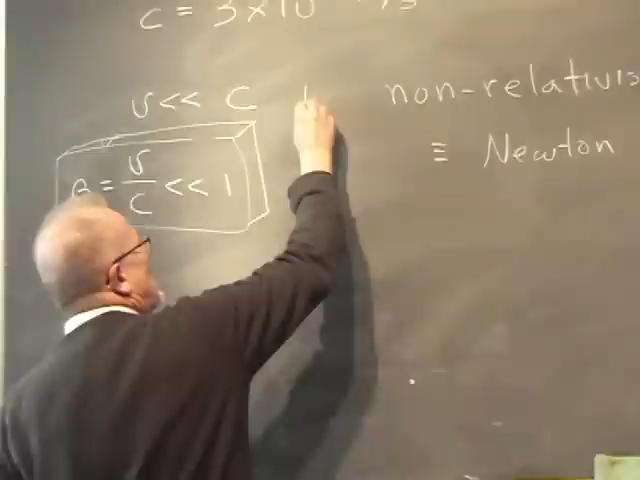 c = 3×10
v << c
non-relativis
≡ Newton
= v/c << 1